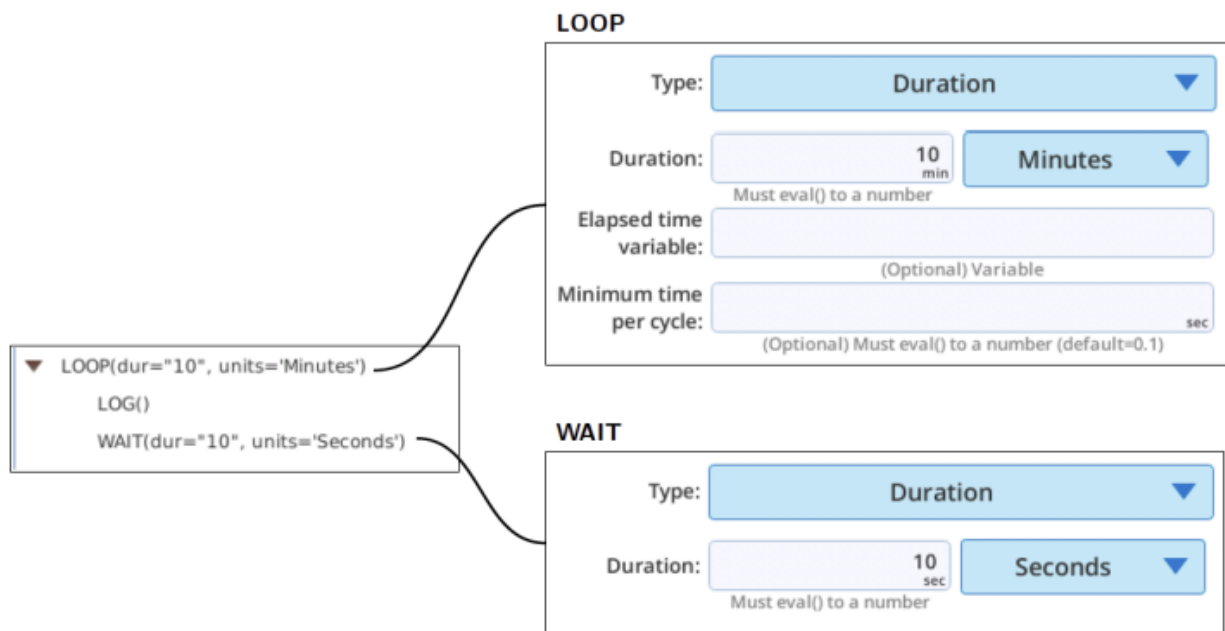 LOOP
Type: Duration
Duration: 10 min Minutes
Must eval() to a number
Elapsed time
variable:
(Optional) Variable
Minimum time
per cycle: sec
(Optional) Must eval() to a number (default=0.1)
LOOP(dur="10", units='Minutes')
LOG()
WAIT(dur="10", units='Seconds')
WAIT
Type: Duration
Duration: 10 sec Seconds
Must eval() to a number